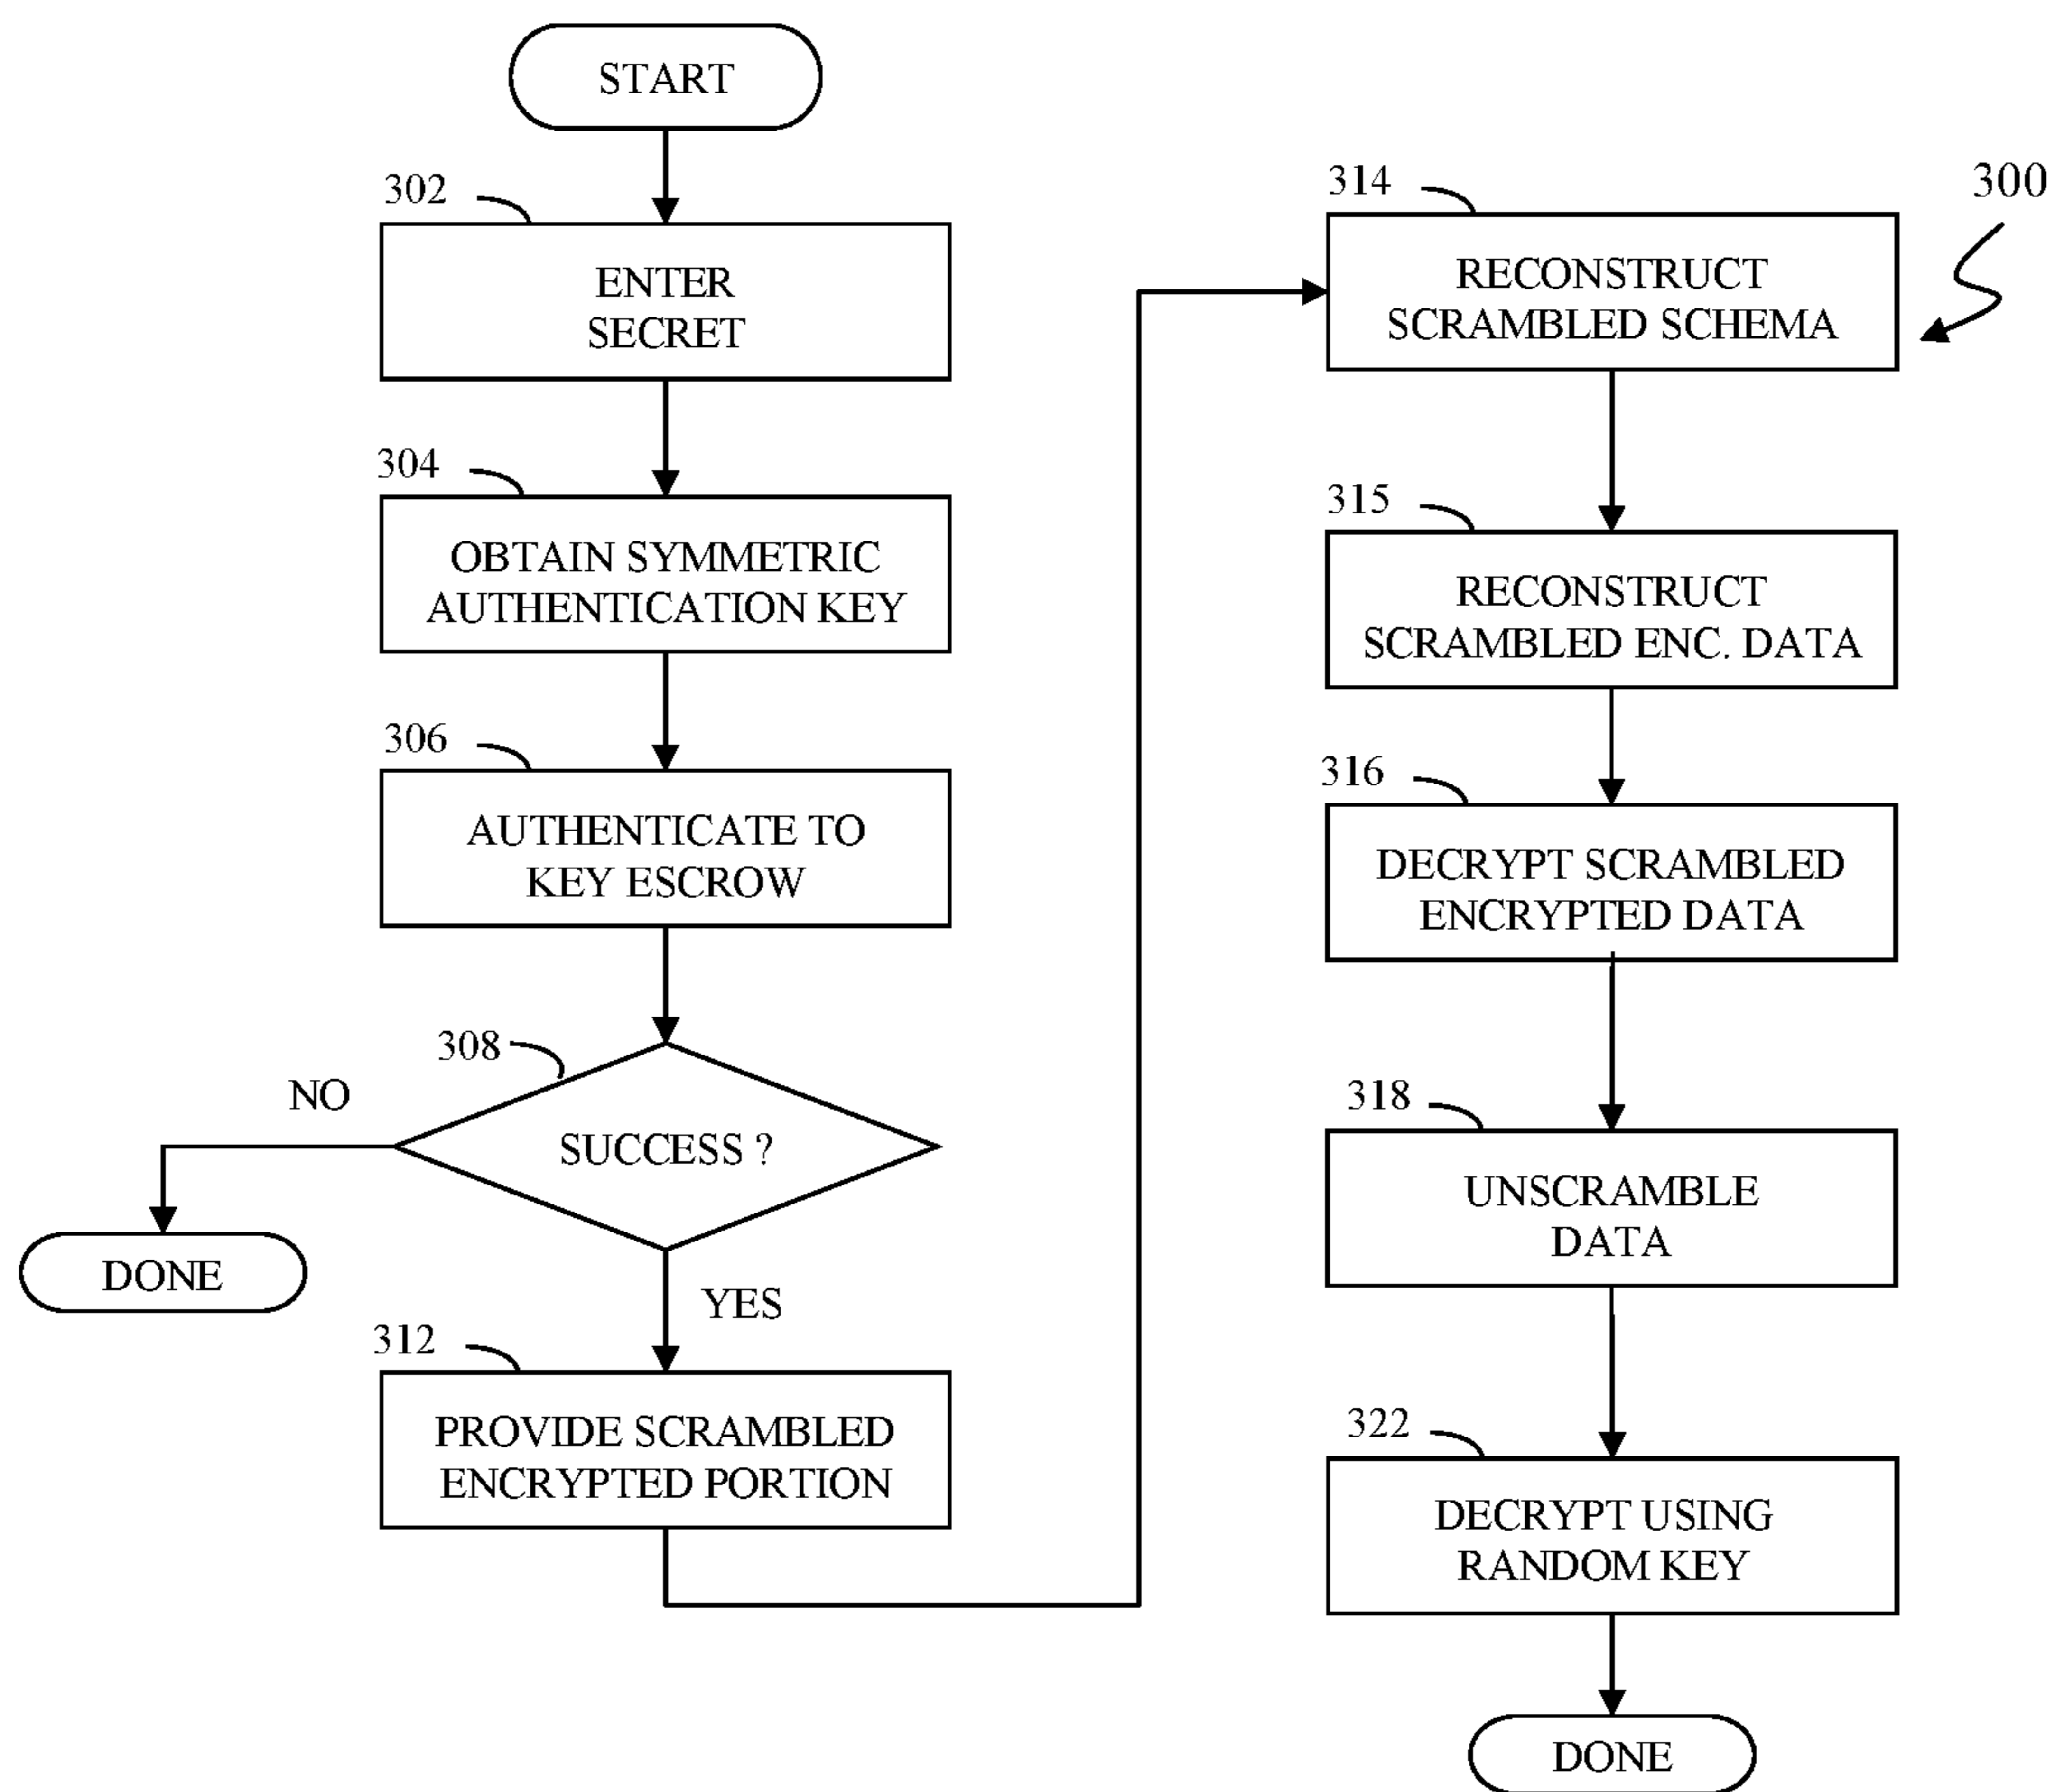 START
302
ENTER
SECRET
304
OBTAIN SYMMETRIC
AUTHENTICATION KEY
306
AUTHENTICATE TO
KEY ESCROW
308
SUCCESS ?
NO
DONE
YES
312
PROVIDE SCRAMBLED
ENCRYPTED PORTION
314
RECONSTRUCT
SCRAMBLED SCHEMA
300
315
RECONSTRUCT
SCRAMBLED ENC. DATA
316
DECRYPT SCRAMBLED
ENCRYPTED DATA
318
UNSCRAMBLE
DATA
322
DECRYPT USING
RANDOM KEY
DONE